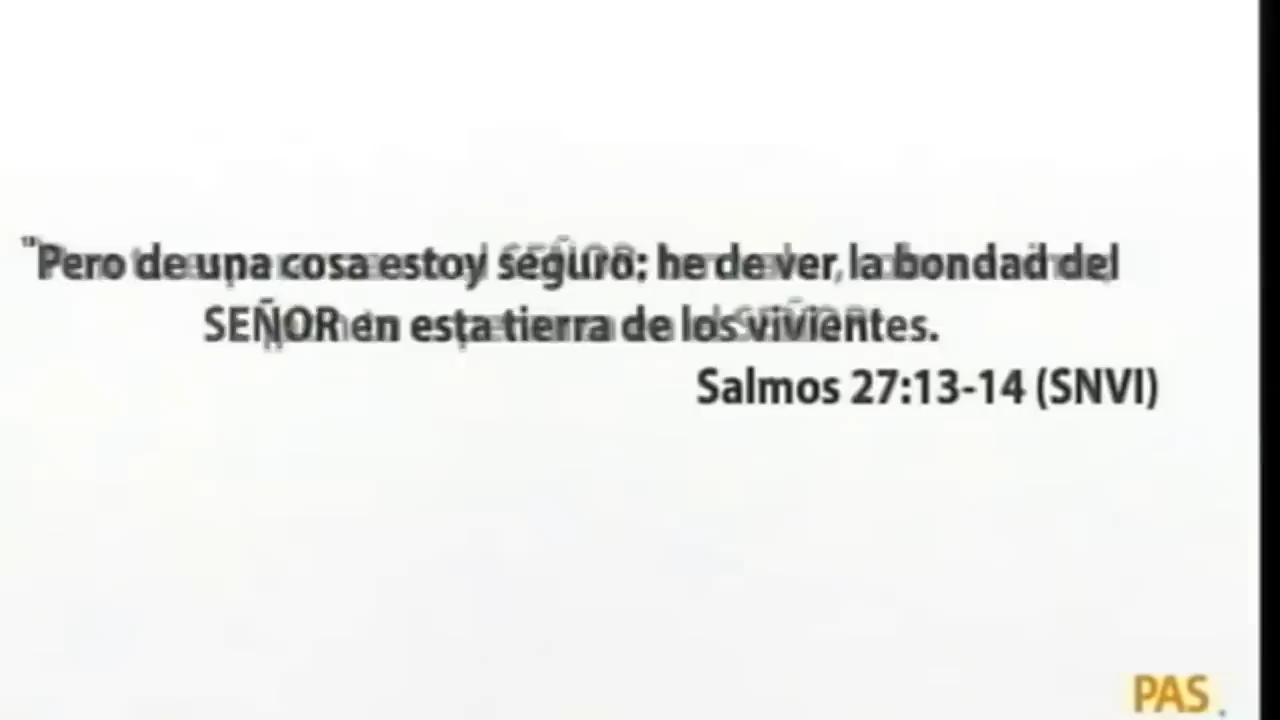 "Pero de una cosa estoy seguro: he de ver la bondad del
SEÑOR en esta tierra de los vivientes.
Salmos 27:13-14 (SNVI)
PAS